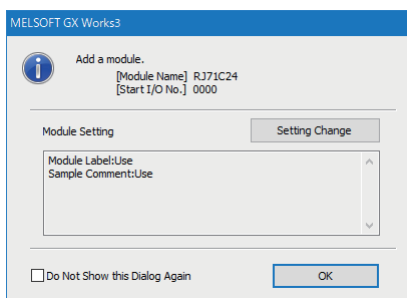 MELSOFT GX Works3
Add a module.
[Module Name] RJ71C24
[Start I/O No.] 0000
Module Setting
Setting Change
Module Label:Use
Sample Comment:Use
Do Not Show this Dialog Again
OK